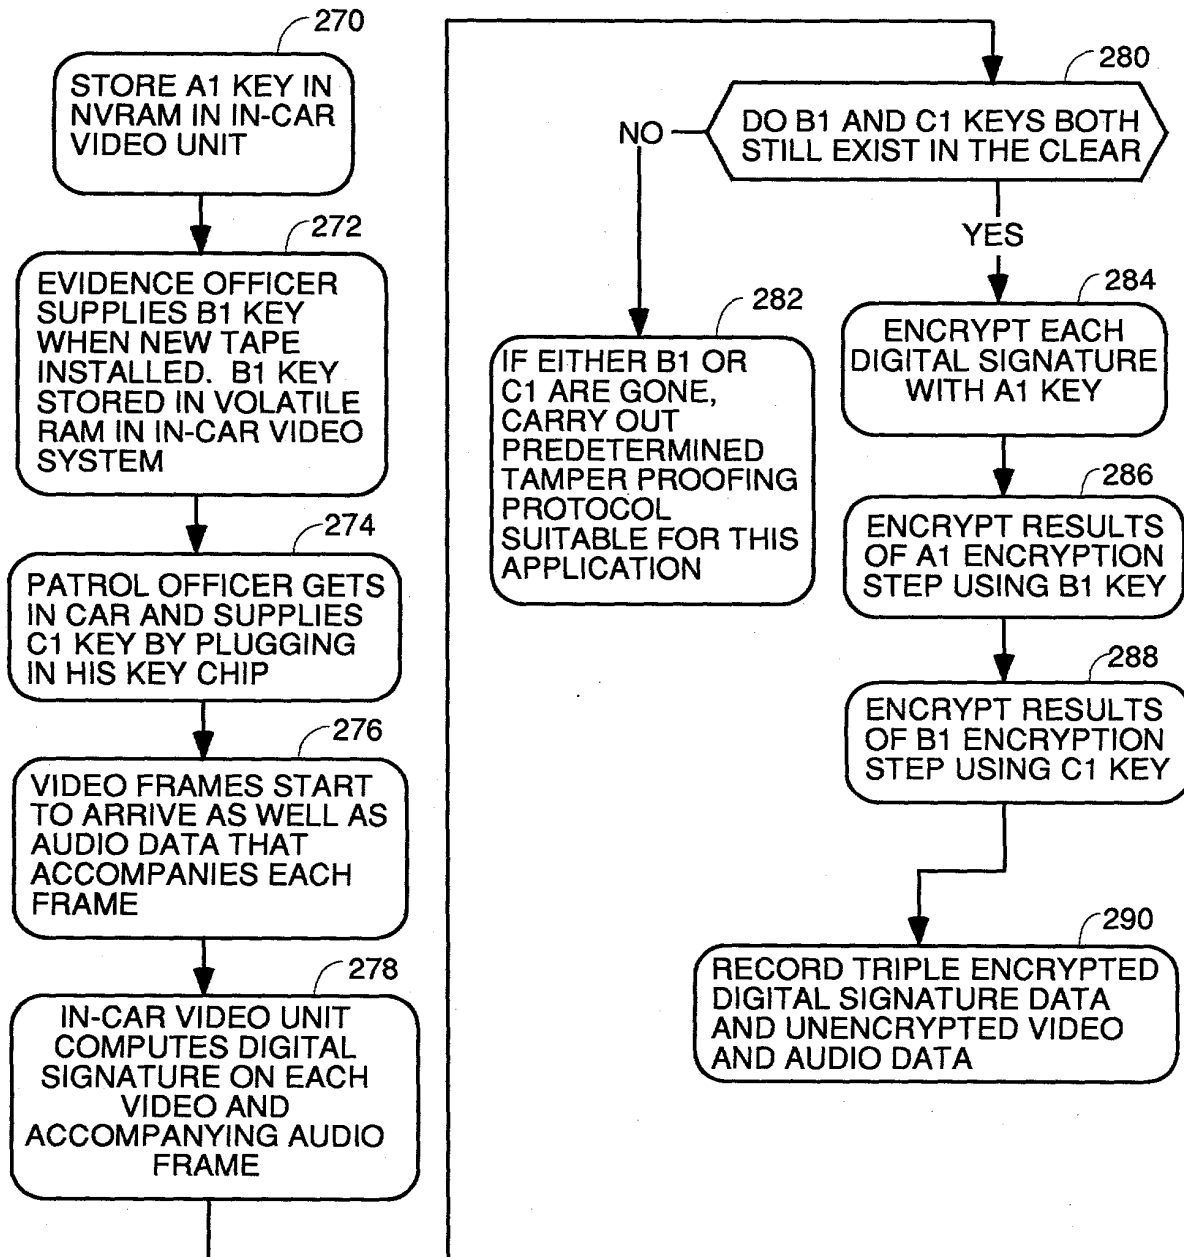 270
STORE A1 KEY IN
NVRAM IN IN-CAR
VIDEO UNIT
272
EVIDENCE OFFICER
SUPPLIES B1 KEY
WHEN NEW TAPE
INSTALLED. B1 KEY
STORED IN VOLATILE
RAM IN IN-CAR VIDEO
SYSTEM
274
PATROL OFFICER GETS
IN CAR AND SUPPLIES
C1 KEY BY PLUGGING
IN HIS KEY CHIP
276
VIDEO FRAMES START
TO ARRIVE AS WELL AS
AUDIO DATA THAT
ACCOMPANIES EACH
FRAME
278
IN-CAR VIDEO UNIT
COMPUTES DIGITAL
SIGNATURE ON EACH
VIDEO AND
ACCOMPANYING AUDIO
FRAME
280
DO B1 AND C1 KEYS BOTH
STILL EXIST IN THE CLEAR
NO
YES
282
IF EITHER B1 OR
C1 ARE GONE,
CARRY OUT
PREDETERMINED
TAMPER PROOFING
PROTOCOL
SUITABLE FOR THIS
APPLICATION
284
ENCRYPT EACH
DIGITAL SIGNATURE
WITH A1 KEY
286
ENCRYPT RESULTS
OF A1 ENCRYPTION
STEP USING B1 KEY
288
ENCRYPT RESULTS
OF B1 ENCRYPTION
STEP USING C1 KEY
290
RECORD TRIPLE ENCRYPTED
DIGITAL SIGNATURE DATA
AND UNENCRYPTED VIDEO
AND AUDIO DATA